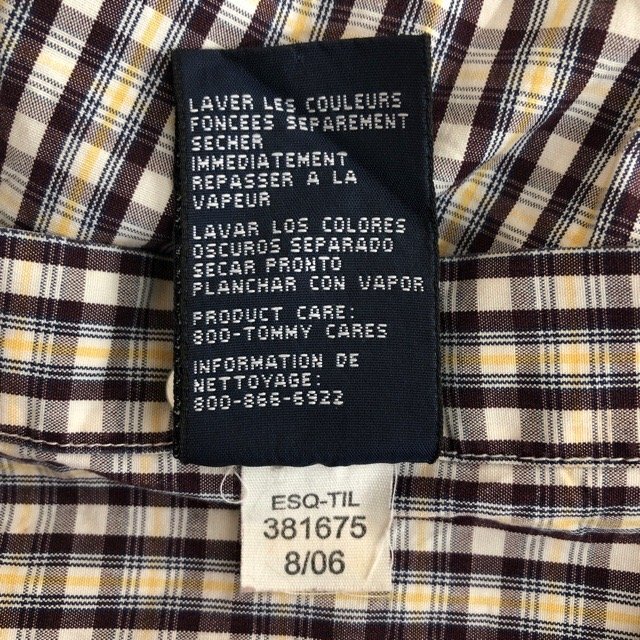 LAVER LES COULEURS
FONCEES SEPAREMENT
SECHER
IMMEDIATEMENT
REPASSER A LA
VAPEUR
LAVAR LOS COLORES
OSCUROS SEPARADO
SECAR PRONTO
PLANCHAR CON VAPOR
PRODUCT CARE:
800-TOMMY CARES
INFORMATION DE
NETTOYAGE:
800-866-6922
ESQ-TIL
381675
8/06